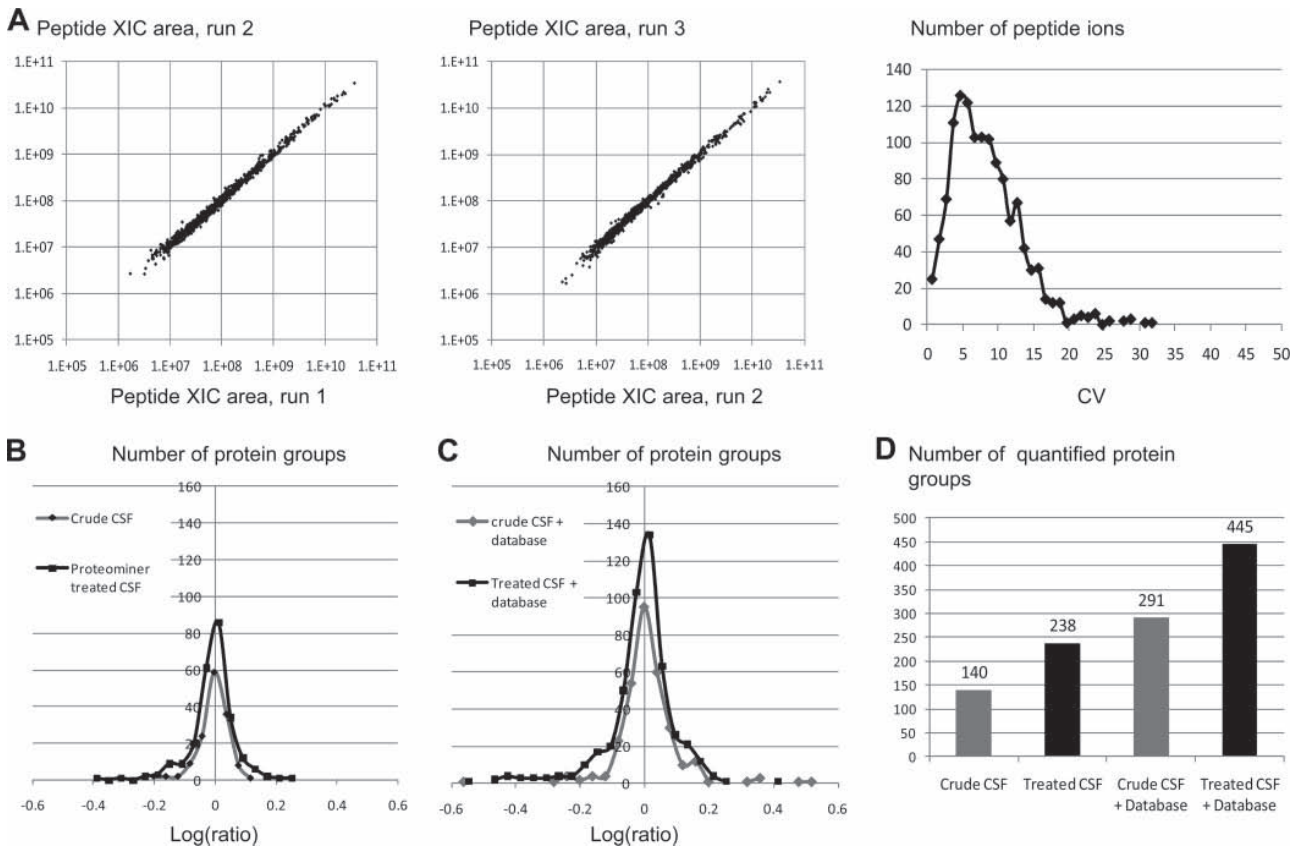 A
Peptide XIC area, run 2
1.E+11
1.E+10
1.E+09
1.E+08
1.E+07
1.E+06
1.E+05
1.E+05 1.E+06 1.E+07 1.E+08 1.E+09 1.E+10 1.E+11
Peptide XIC area, run 1
Peptide XIC area, run 3
1.E+11
1.E+10
1.E+09
1.E+08
1.E+07
1.E+06
1.E+05
1.E+05 1.E+06 1.E+07 1.E+08 1.E+09 1.E+10 1.E+11
Peptide XIC area, run 2
Number of peptide ions
140
120
100
80
60
40
20
0
0 5 10 15 20 25 30 35 40 45 50
CV
B
Number of protein groups
160
140
120
100
80
60
40
20
0
Crude CSF
Proteominer
treated CSF
-0.6 -0.4 -0.2 0 0.2 0.4 0.6
Log(ratio)
C
Number of protein groups
160
140
120
100
80
60
40
20
0
crude CSF +
database
Treated CSF +
database
-0.6 -0.4 -0.2 0 0.2 0.4 0.6
Log(ratio)
D
Number of quantified protein
groups
500
450
400
350
300
250
200
150
100
50
0
140
238
291
445
Crude CSF
Treated CSF
Crude CSF
+ Database
Treated CSF
+ Database